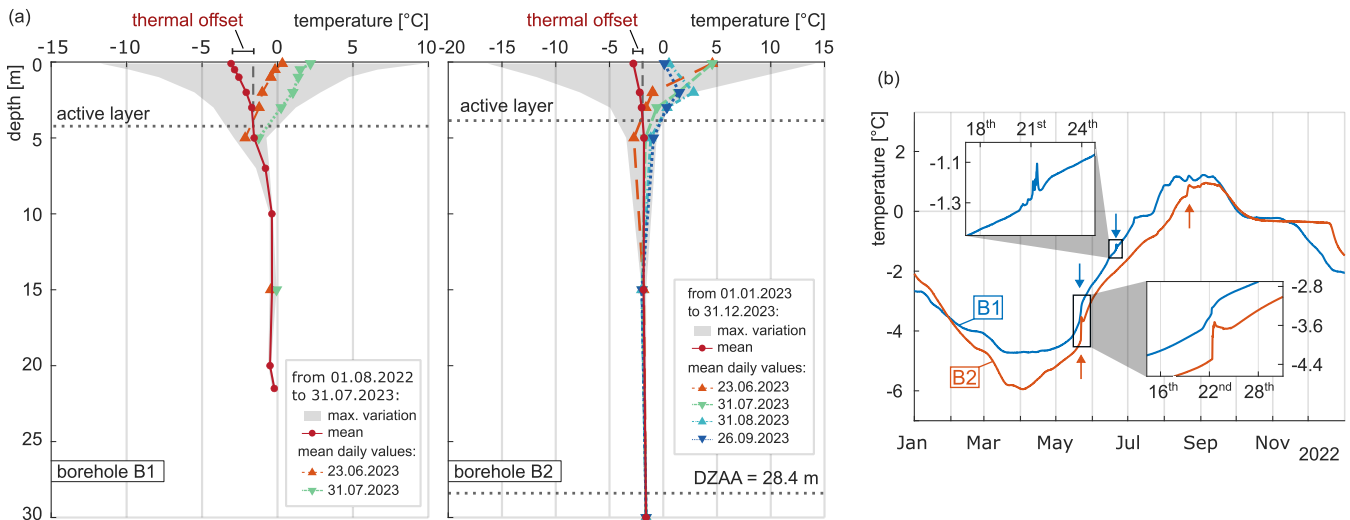 (a)
thermal offset
temperature [°C]
-15
-10
-5
0
5
10
depth [m]
0
5
10
15
20
25
30
active layer
from 01.08.2022
to 31.07.2023:
max. variation
mean
mean daily values:
23.06.2023
31.07.2023
borehole B1
thermal offset
temperature [°C]
-20
-15
-10
-5
0
5
10
15
active layer
from 01.01.2023
to 31.12.2023:
max. variation
mean
mean daily values:
23.06.2023
31.07.2023
31.08.2023
26.09.2023
borehole B2
DZAA = 28.4 m
(b)
temperature [°C]
2
0
-2
-4
-6
18th
21st
24th
-1.1
-1.3
B1
B2
-2.8
-3.6
-4.4
16th
22nd
28th
Jan
Mar
May
Jul
Sep
Nov
2022